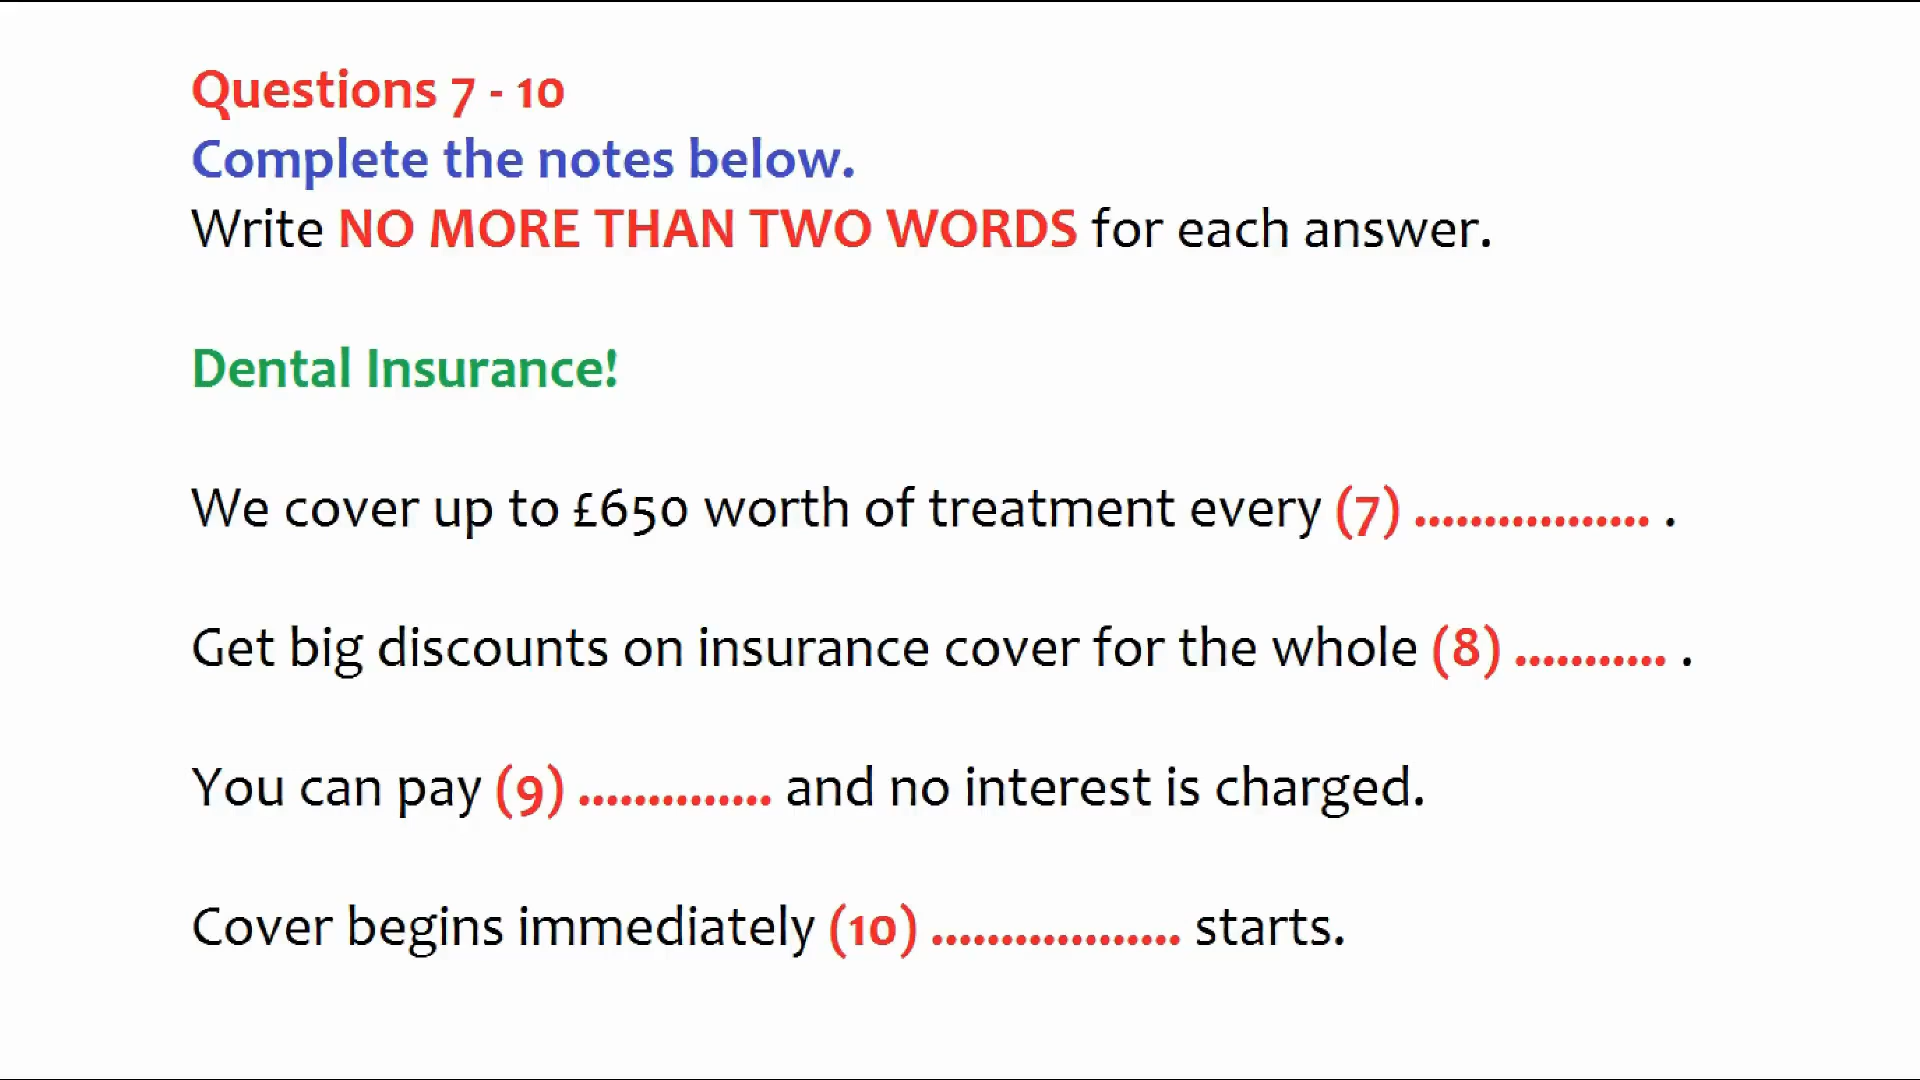 Questions 7 - 10
Complete the notes below.
Write NO MORE THAN TWO WORDS for each answer.
Dental Insurance!
We cover up to £650 worth of treatment every (7) ................. .
Get big discounts on insurance cover for the whole (8) ........... .
You can pay (9) .............. and no interest is charged.
Cover begins immediately (10) .................. starts.